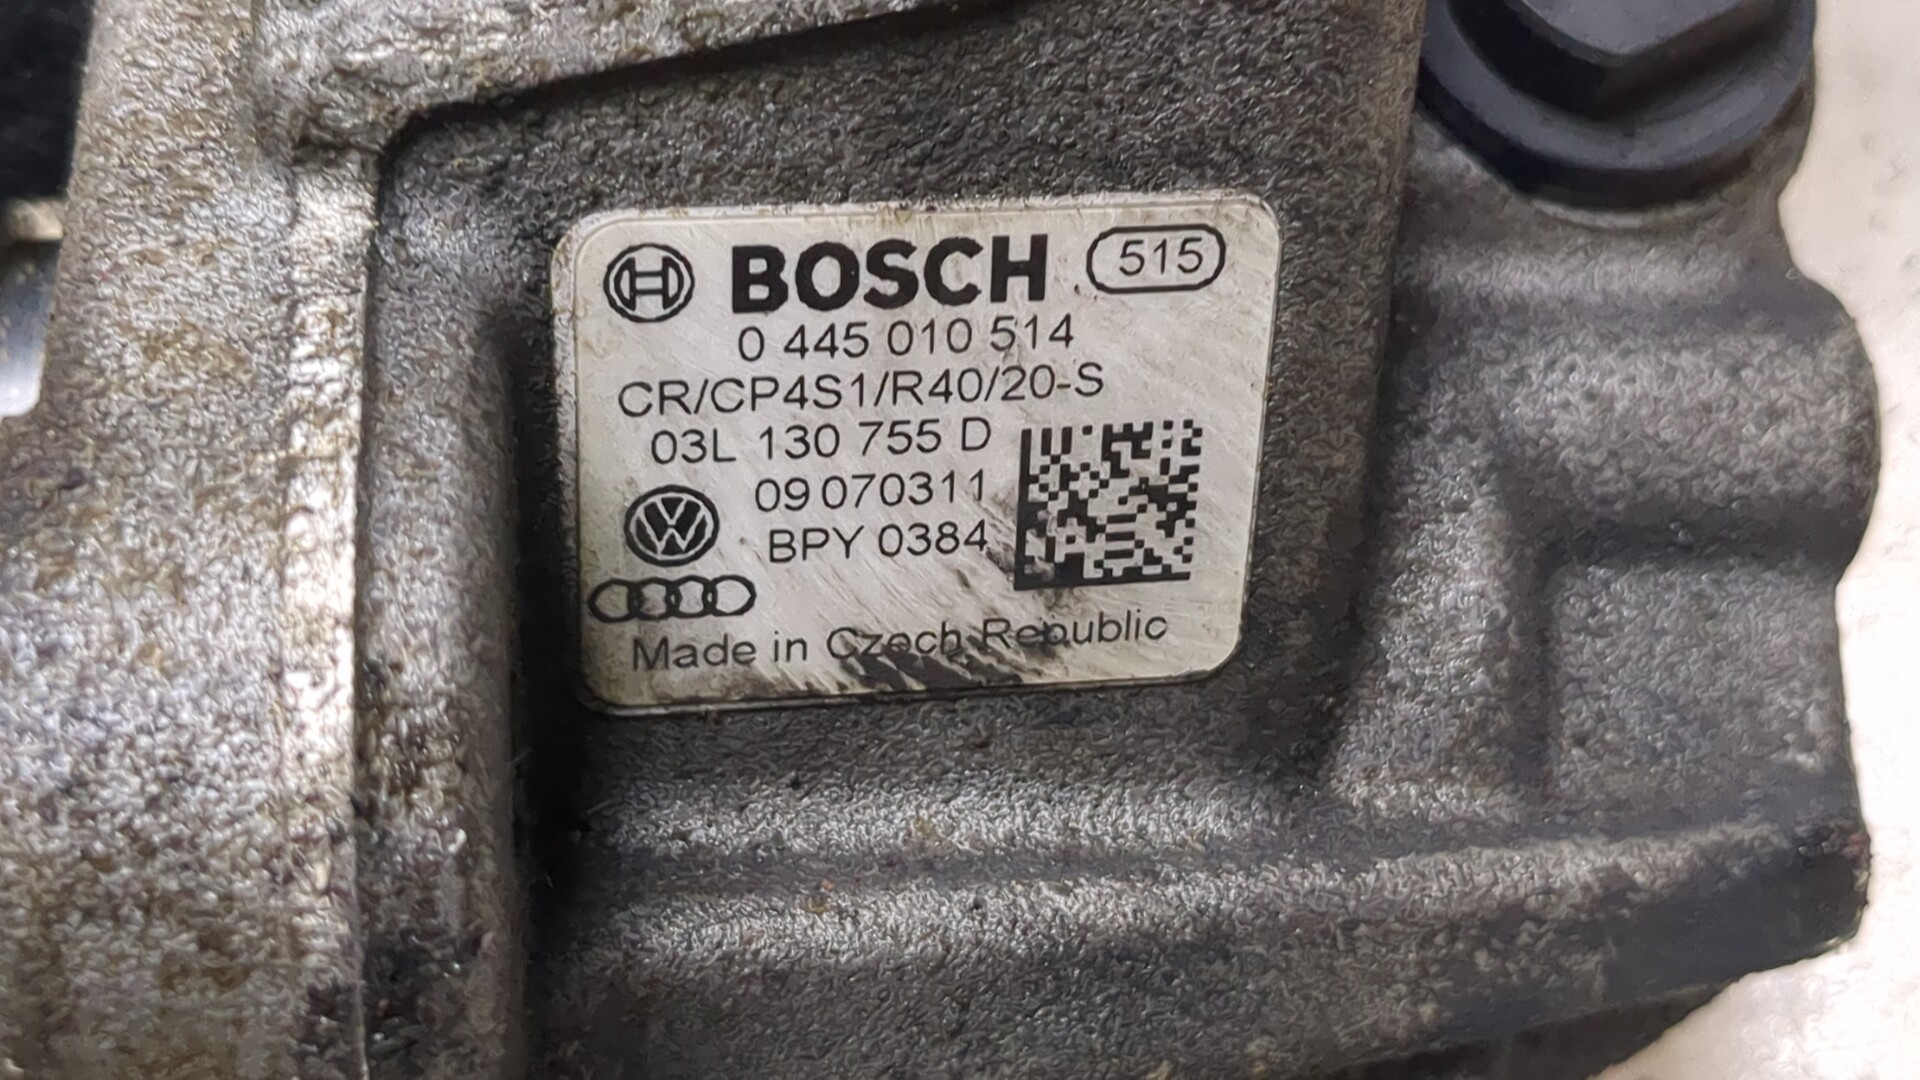 BOSCH 515
0 445 010 514
CR/CP4S1/R40/20-S
03L 130 755 D
09 070311
BPY 0384
Made in Czech Republic